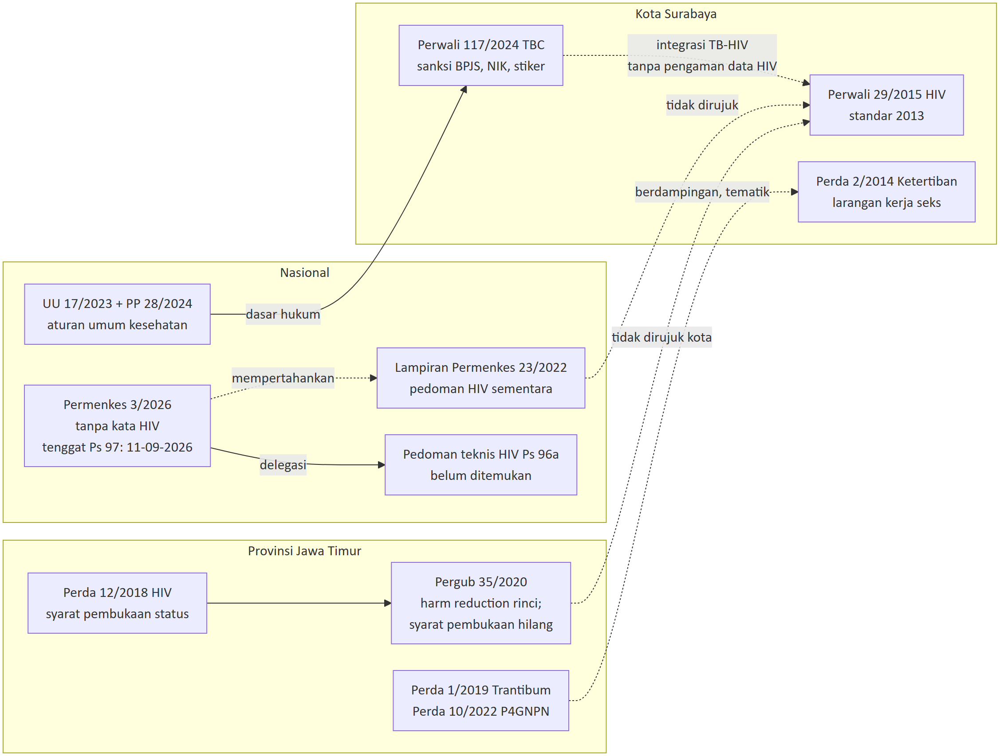 Kota Surabaya
Perwali 117/2024 TBC
sanksi BPJS, NIK, stiker
integrasi TB-HIV
tanpa pengaman data HIV
Perwali 29/2015 HIV
standar 2013
tidak dirujuk
berdampingan, tematik
Perda 2/2014 Ketertiban
larangan kerja seks
Nasional
UU 17/2023 + PP 28/2024
aturan umum kesehatan
dasar hukum
tidak dirujuk kota
mempertahankan
Lampiran Permenkes 23/2022
pedoman HIV sementara
Permenkes 3/2026
tanpa kata HIV
tenggat Ps 97: 11-09-2026
delegasi
Pedoman teknis HIV Ps 96a
belum ditemukan
Provinsi Jawa Timur
Perda 12/2018 HIV
syarat pembukaan status
Pergub 35/2020
harm reduction rinci;
syarat pembukaan hilang
Perda 1/2019 Trantibum
Perda 10/2022 P4GNPN